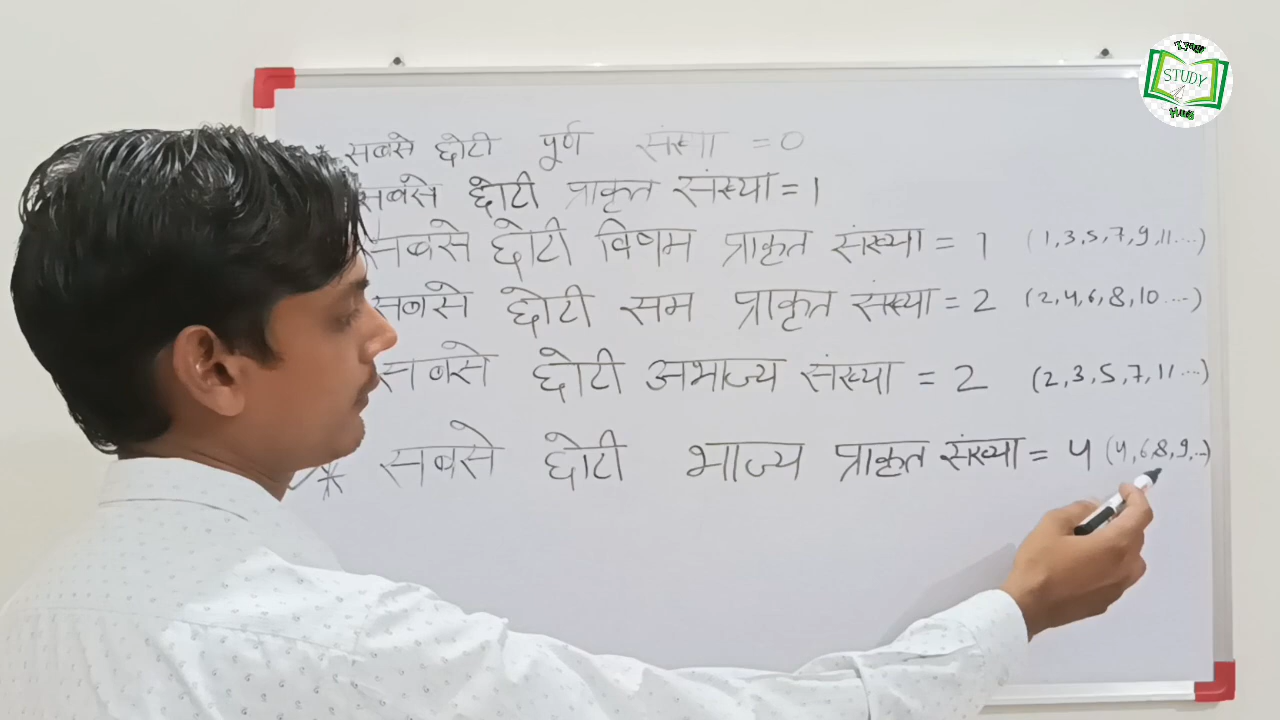 * सबसे छोटी पूर्ण संख्या = 0
सबसे छोटी प्राकृत संख्या = 1
सबसे छोटी विषम प्राकृत संख्या = 1 (1,3,5,7,9,11....)
सबसे छोटी सम प्राकृत संख्या = 2 (2,4,6,8,10....)
सबसे छोटी अभाज्य संख्या = 2 (2,3,5,7,11....)
* सबसे छोटी भाज्य प्राकृत संख्या = 4 (4,6,8,9,..)
STUDY